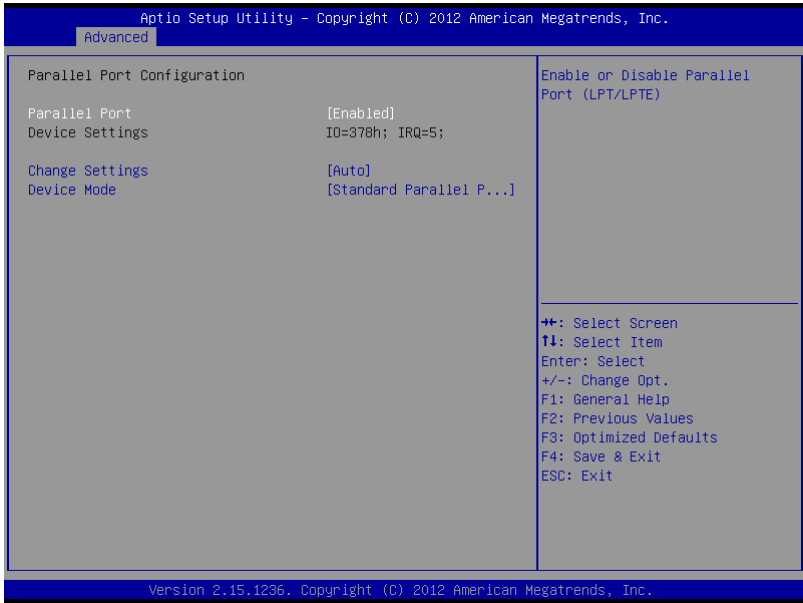 Aptio Setup Utility – Copyright (C) 2012 American Megatrends, Inc.
Advanced
Parallel Port Configuration
Parallel Port [Enabled]
Device Settings IO=378h; IRQ=5;
Change Settings [Auto]
Device Mode [Standard Parallel P...]
Enable or Disable Parallel
Port (LPT/LPTE)
→←: Select Screen
↑↓: Select Item
Enter: Select
+/-: Change Opt.
F1: General Help
F2: Previous Values
F3: Optimized Defaults
F4: Save & Exit
ESC: Exit
Version 2.15.1236. Copyright (C) 2012 American Megatrends, Inc.